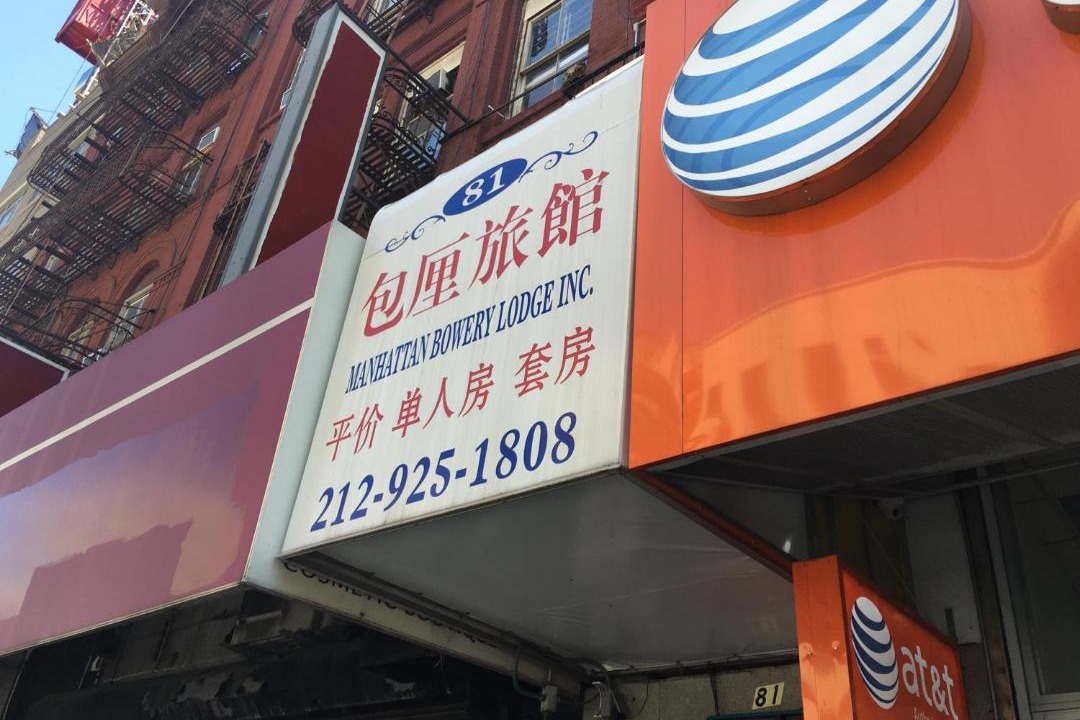 81
包厘旅館
MANHATTAN BOWERY LODGE INC.
平价 单人房 套房
212-925-1808
COSMETIC
81
at&t